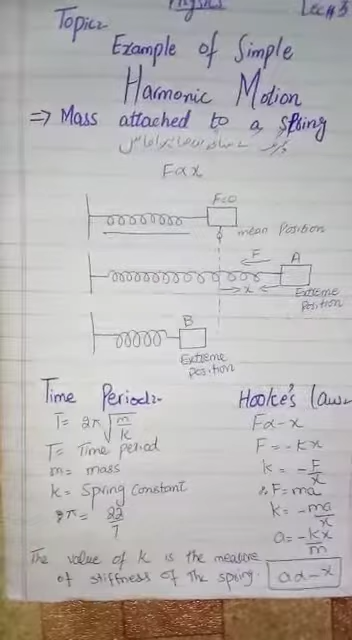 Physics Lec# 3
Topic:-
Example of Simple
Harmonic Motion
⇒ Mass attached to a spring
F∝x
F=0
mean Position
F A
x Extreme
Position
B
Extreme
Position
Time Period:- Hooke's law:-
T = 2π√(m/k) F∝-x
T = Time period F = -kx
m = mass k = -F/x
k = Spring Constant ∴ F = ma
π = 22/7 k = -ma/x
a = -kx/m
The value of k is the measure
of stiffness of the spring. a∝-x